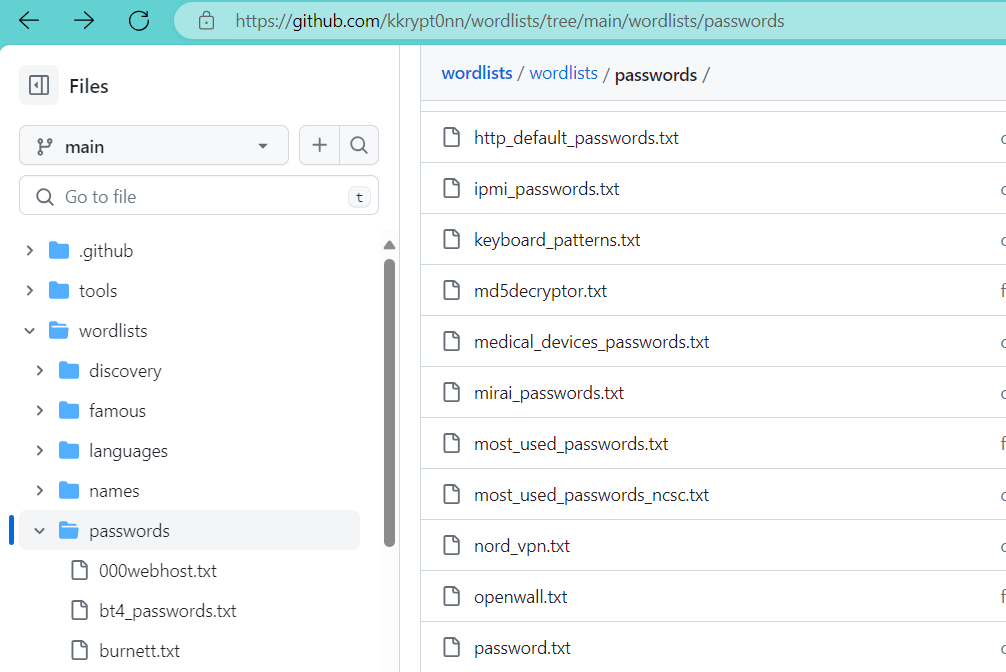 https://github.com/kkrypt0nn/wordlists/tree/main/wordlists/passwords
Files
main
Go to file
t
.github
tools
wordlists
discovery
famous
languages
names
passwords
000webhost.txt
bt4_passwords.txt
burnett.txt
wordlists / wordlists / passwords /
http_default_passwords.txt
ipmi_passwords.txt
keyboard_patterns.txt
md5decryptor.txt
medical_devices_passwords.txt
mirai_passwords.txt
most_used_passwords.txt
most_used_passwords_ncsc.txt
nord_vpn.txt
openwall.txt
password.txt